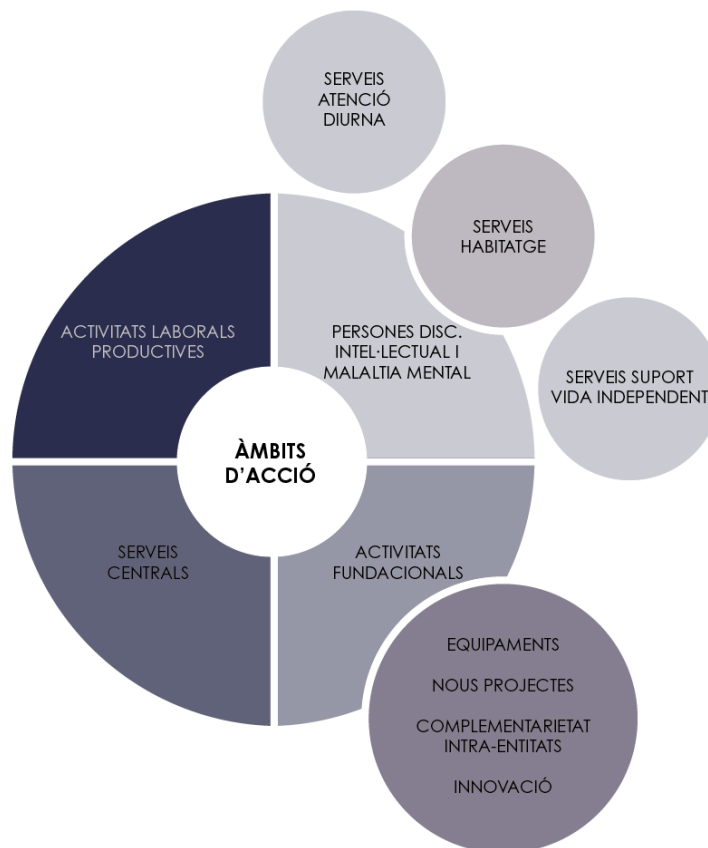 SERVEIS
ATENCIÓ
DIURNA
SERVEIS
HABITATGE
ACTIVITATS LABORALS
PRODUCTIVES
PERSONES DISC.
INTEL·LECTUAL I
MALALTIA MENTAL
SERVEIS SUPORT
VIDA INDEPENDENT
ÀMBITS
D’ACCIÓ
SERVEIS
CENTRALS
ACTIVITATS
FUNDACIONALS
EQUIPAMENTS
NOUS PROJECTES
COMPLEMENTARIETAT
INTRA-ENTITATS
INNOVACIÓ